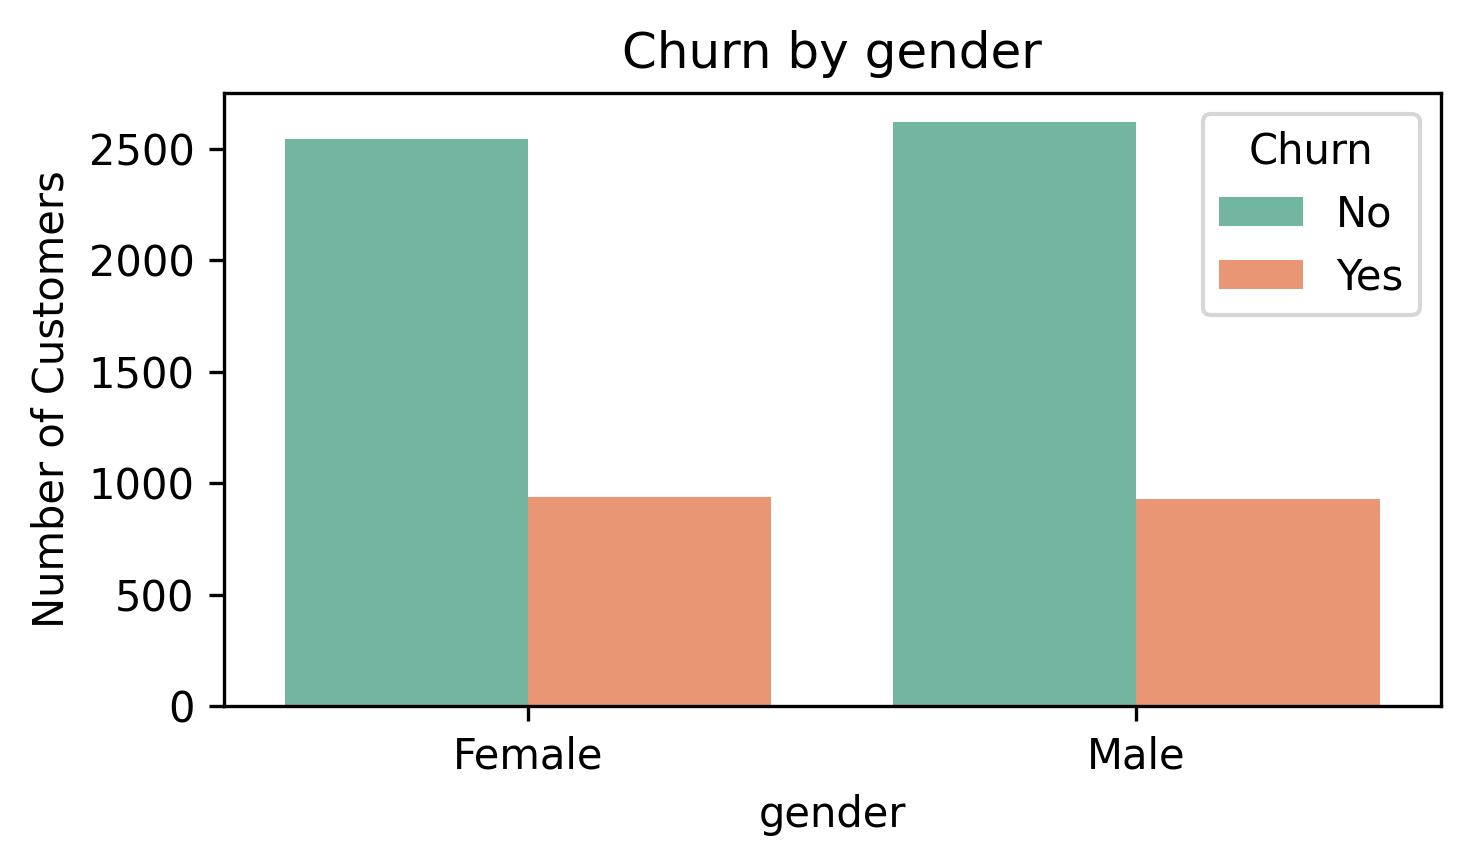 Churn by gender
Number of Customers
2500
2000
1500
1000
500
0
Churn
No
Yes
Female
Male
gender